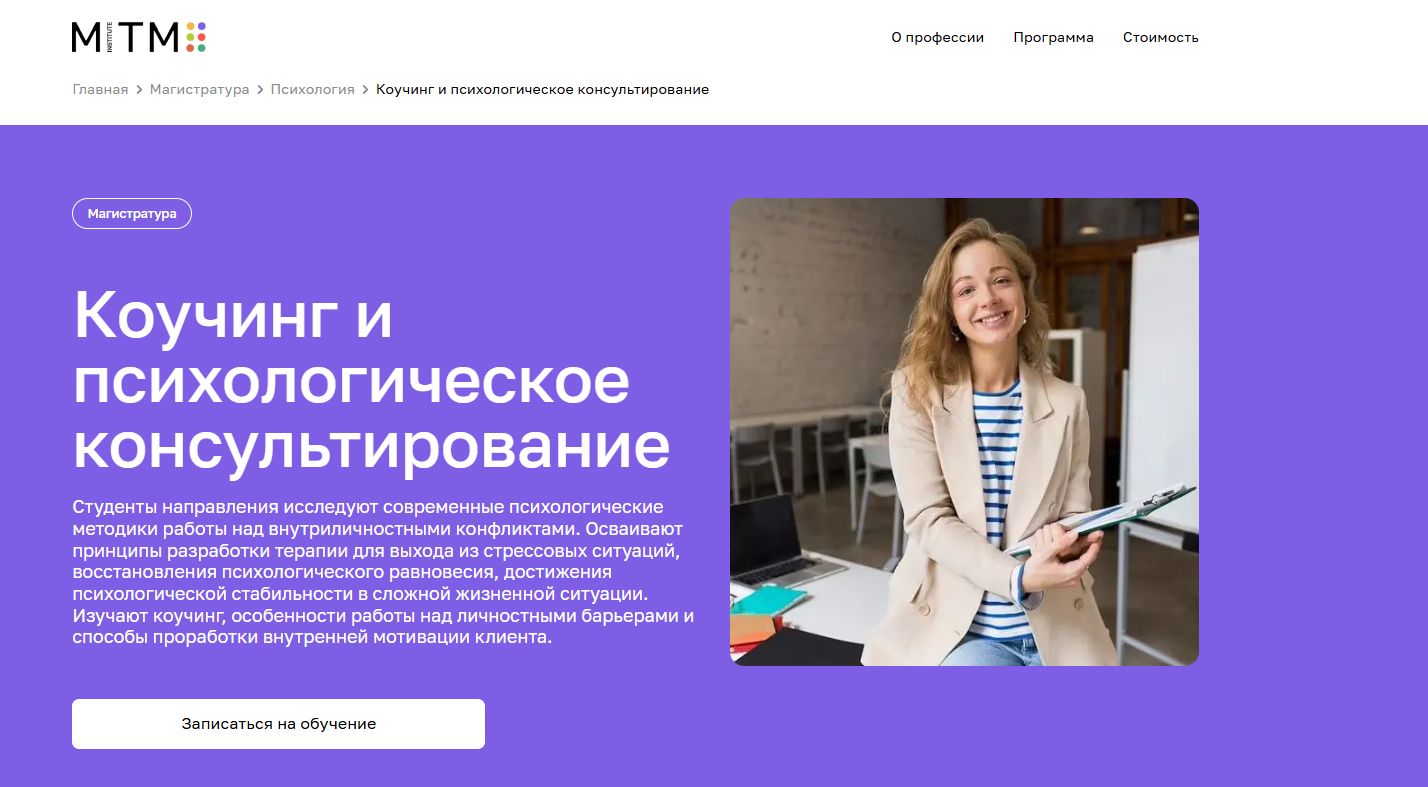 MITM INSTITUTE
О профессии Программа Стоимость
Главная > Магистратура > Психология > Коучинг и психологическое консультирование
Магистратура
Коучинг и
психологическое
консультирование
Студенты направления исследуют современные психологические
методики работы над внутриличностными конфликтами. Осваивают
принципы разработки терапии для выхода из стрессовых ситуаций,
восстановления психологического равновесия, достижения
психологической стабильности в сложной жизненной ситуации.
Изучают коучинг, особенности работы над личностными барьерами и
способы проработки внутренней мотивации клиента.
Записаться на обучение